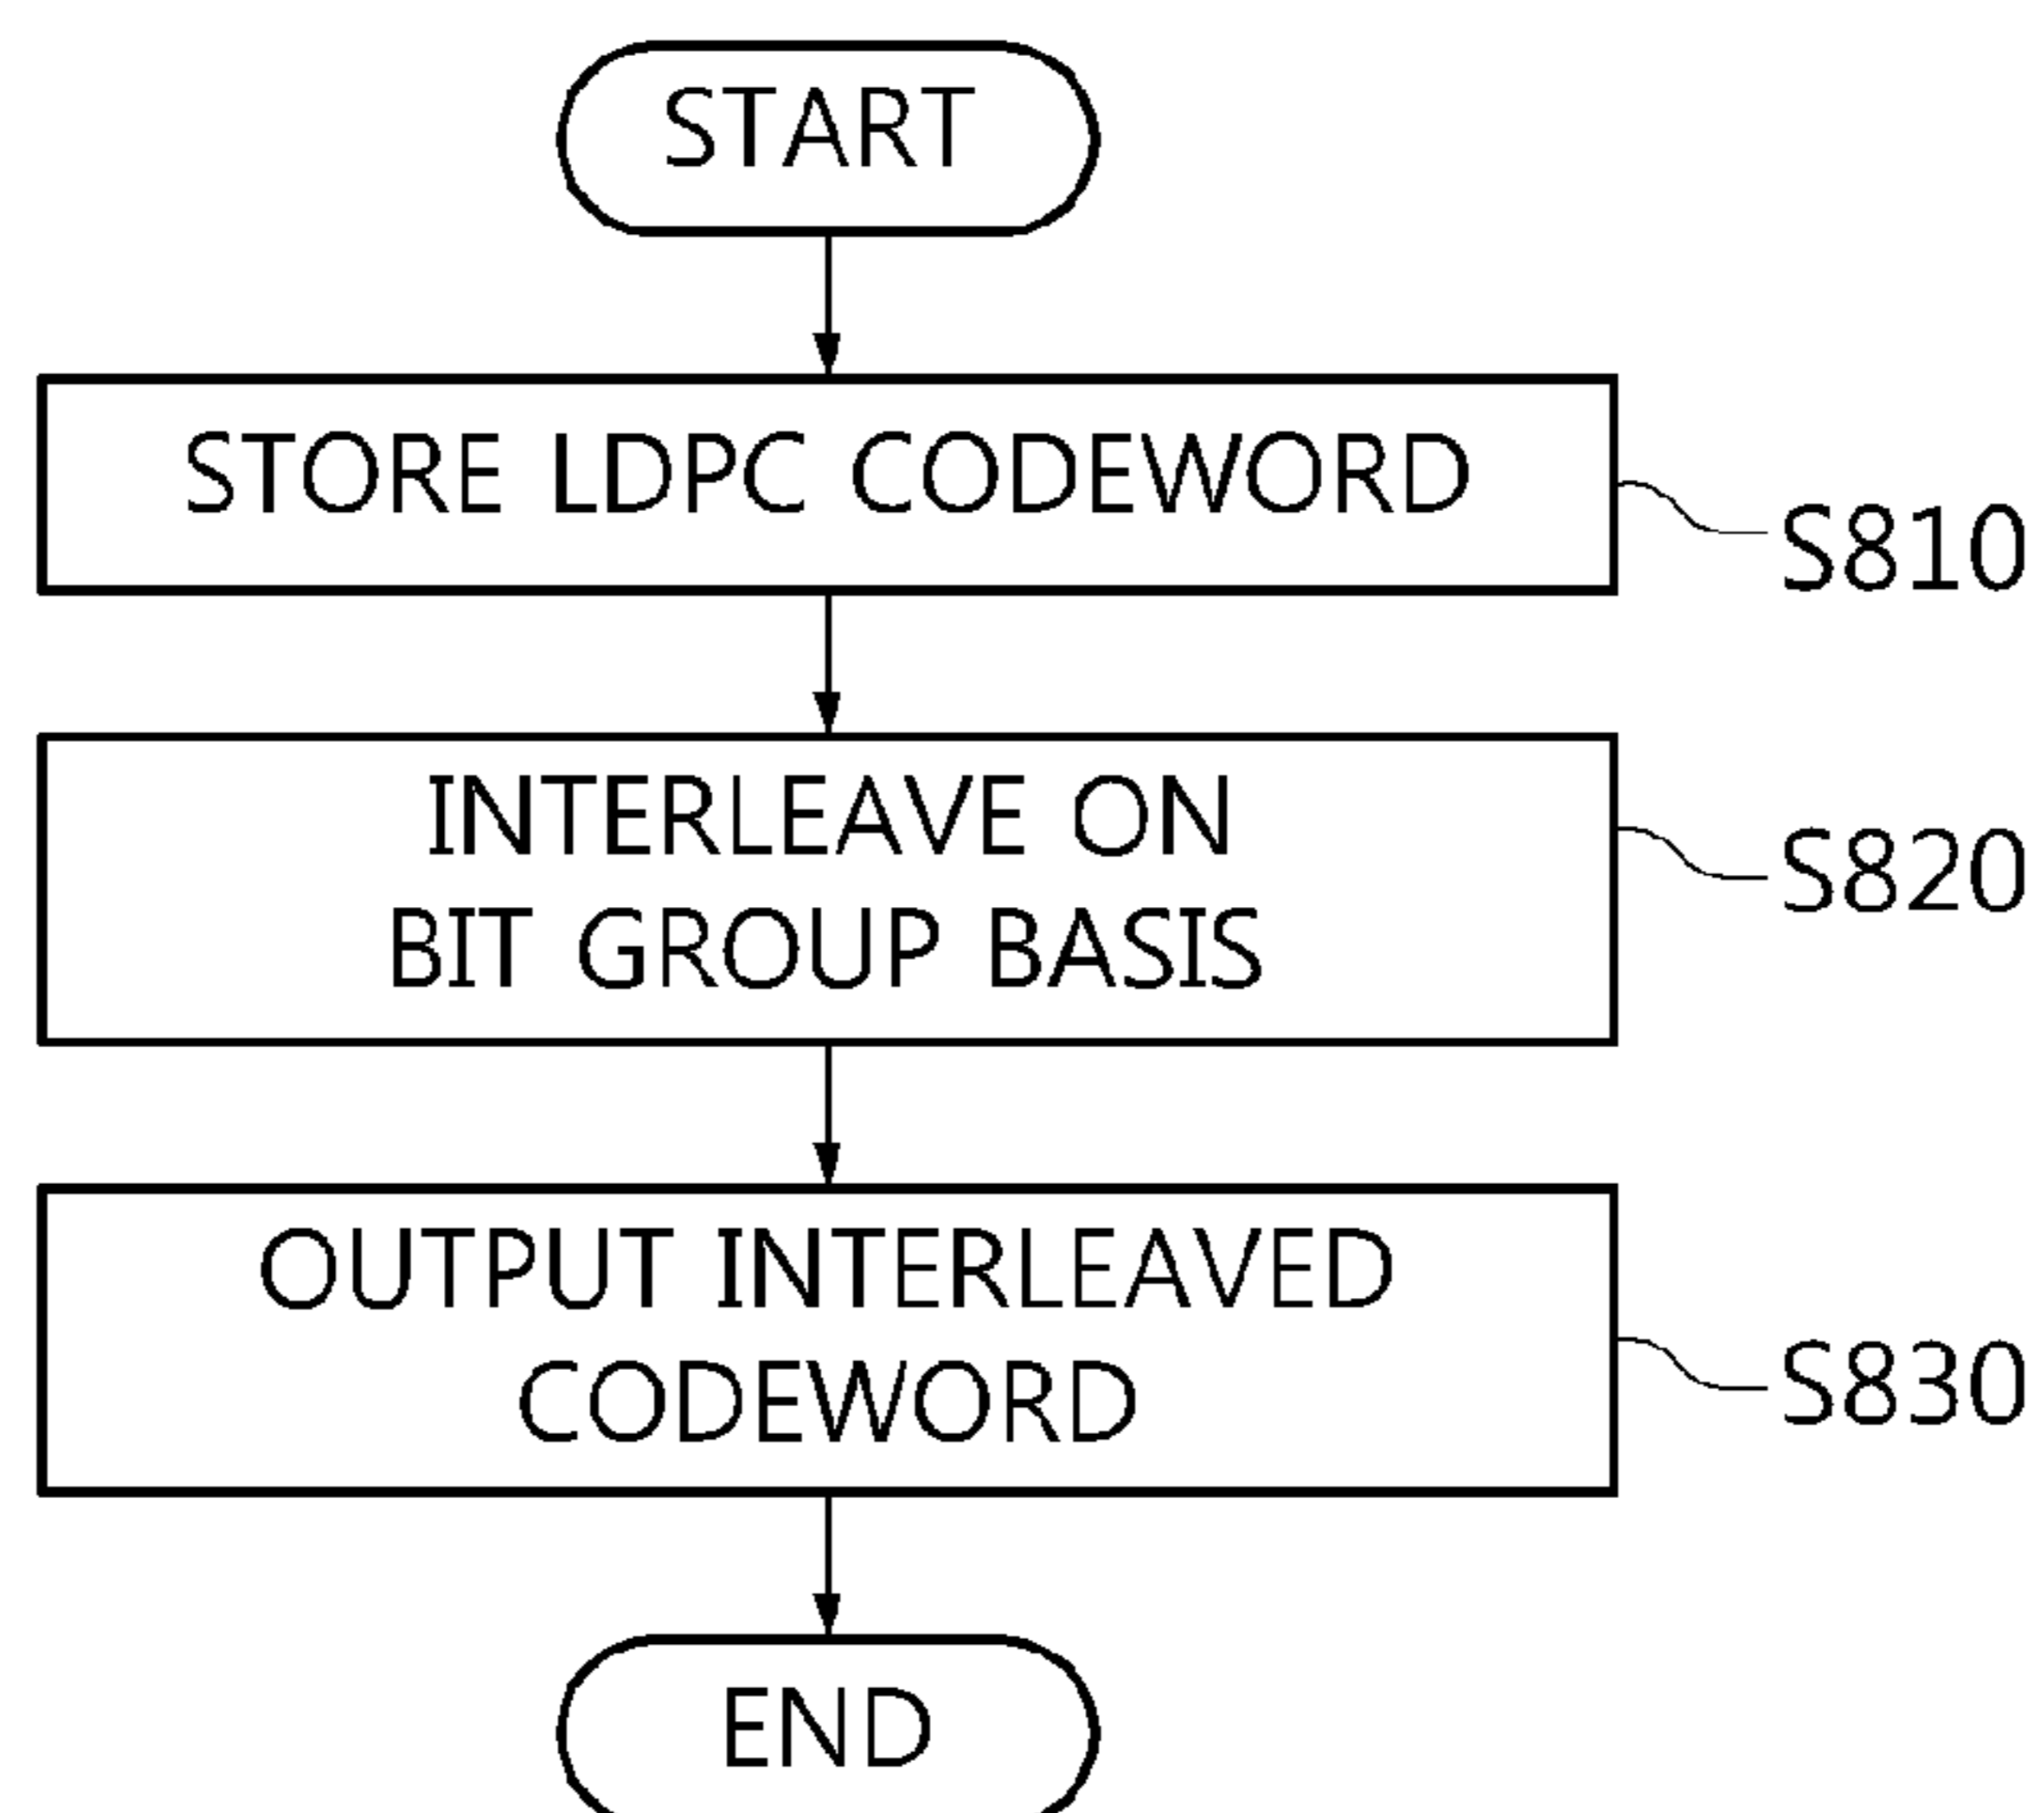 START
STORE LDPC CODEWORD
S810
INTERLEAVE ON
BIT GROUP BASIS
S820
OUTPUT INTERLEAVED
CODEWORD
S830
END